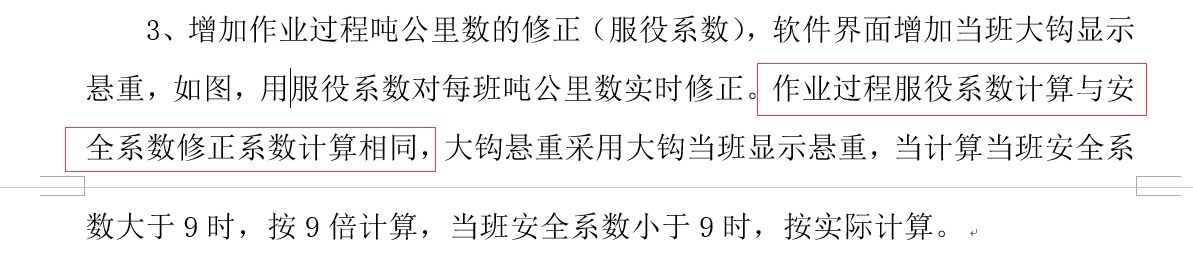 3、增加作业过程吨公里数的修正（服役系数），软件界面增加当班大钩显示
悬重，如图，用服役系数对每班吨公里数实时修正。作业过程服役系数计算与安
全系数修正系数计算相同，大钩悬重采用大钩当班显示悬重，当计算当班安全系
数大于9时，按9倍计算，当班安全系数小于9时，按实际计算。